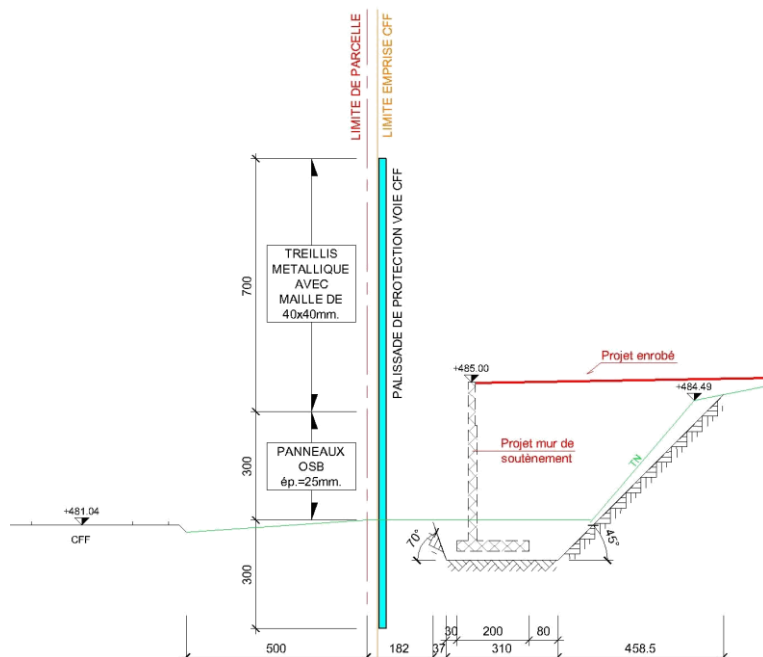 LIMITE DE PARCELLE
LIMITE EMPRISE CFF
PALISSADE DE PROTECTION VOIE CFF
700
TREILLIS
METALLIQUE
AVEC
MAILLE DE
40x40mm.
300
PANNEAUX
OSB
ép.=25mm.
300
+481.04
CFF
+485.00
Projet enrobé
+484.49
Projet mur de
soutènement
TN
70°
45°
30
200
80
500
182
37
310
458.5